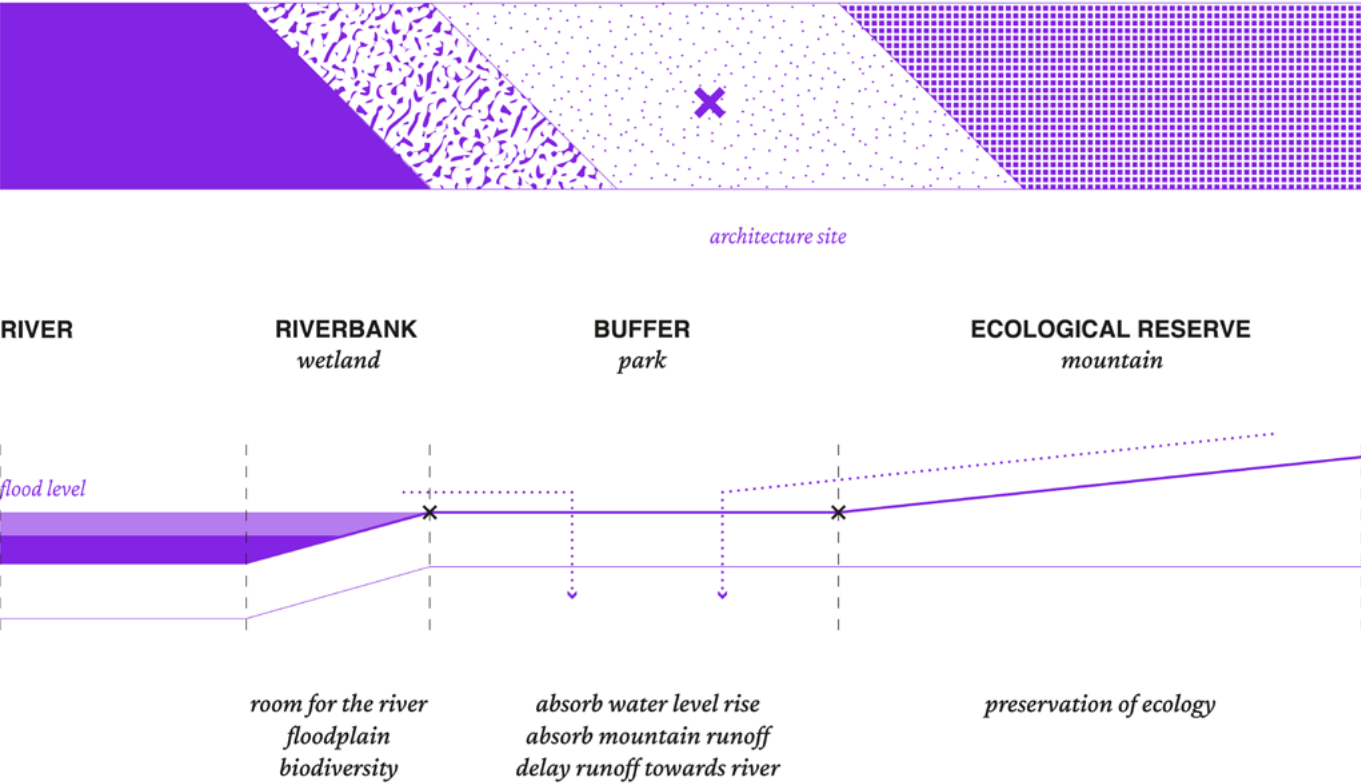 architecture site
RIVER
RIVERBANK
wetland
BUFFER
park
ECOLOGICAL RESERVE
mountain
flood level
room for the river
floodplain
biodiversity
absorb water level rise
absorb mountain runoff
delay runoff towards river
preservation of ecology